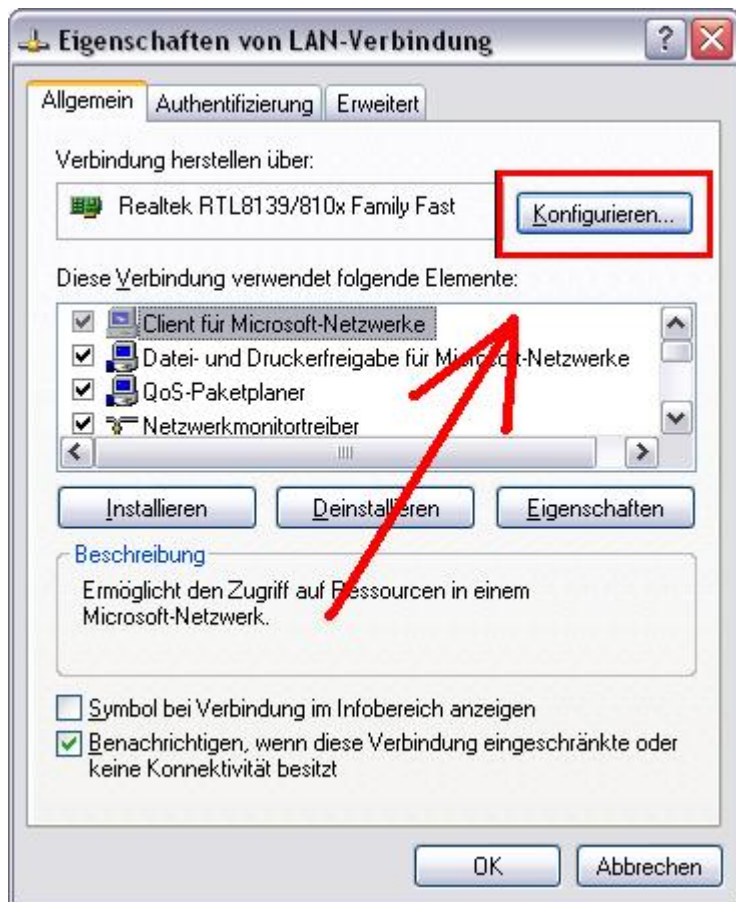 Eigenschaften von LAN-Verbindung
Allgemein
Authentifizierung
Erweitert
Verbindung herstellen über:
Realtek RTL8139/810x Family Fast
Konfigurieren...
Diese Verbindung verwendet folgende Elemente:
Client für Microsoft-Netzwerke
Datei- und Druckerfreigabe für Microsoft-Netzwerke
QoS-Paketplaner
Netzwerkmonitortreiber
Installieren
Deinstallieren
Eigenschaften
Beschreibung
Ermöglicht den Zugriff auf Ressourcen in einem
Microsoft-Netzwerk.
Symbol bei Verbindung im Infobereich anzeigen
Benachrichtigen, wenn diese Verbindung eingeschränkte oder
keine Konnektivität besitzt
OK
Abbrechen